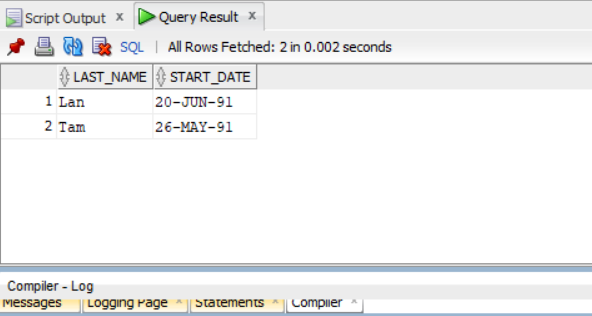 Script Output x Query Result x
SQL | All Rows Fetched: 2 in 0.002 seconds
LAST_NAME START_DATE
1 Lan 20-JUN-91
2 Tam 26-MAY-91
Compiler - Log
Messages Logging Page x Statements x Compiler x